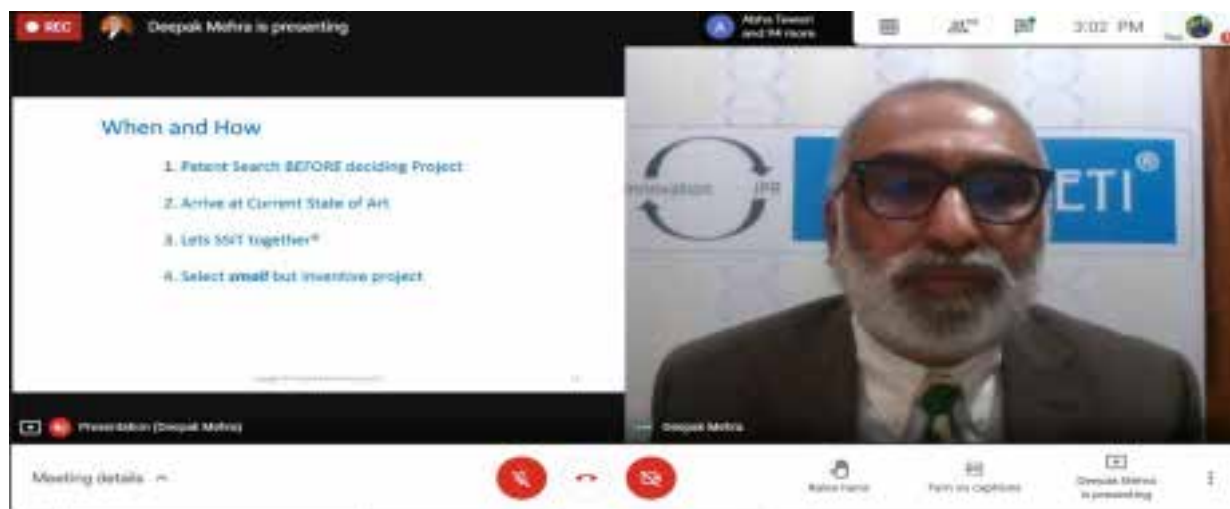 REC
Deepak Mehra is presenting
and 94 more
3:02 PM
You
When and How
1. Patent Search BEFORE deciding Project
2. Arrive at Current State of Art
3. Lets SSIT together®
4. Select small but inventive project
Innovation
IPR
ETI®
Presentation (Deepak Mehra)
Deepak Mehra
Meeting details
Raise hand
Turn on captions
Deepak Mehra
is presenting